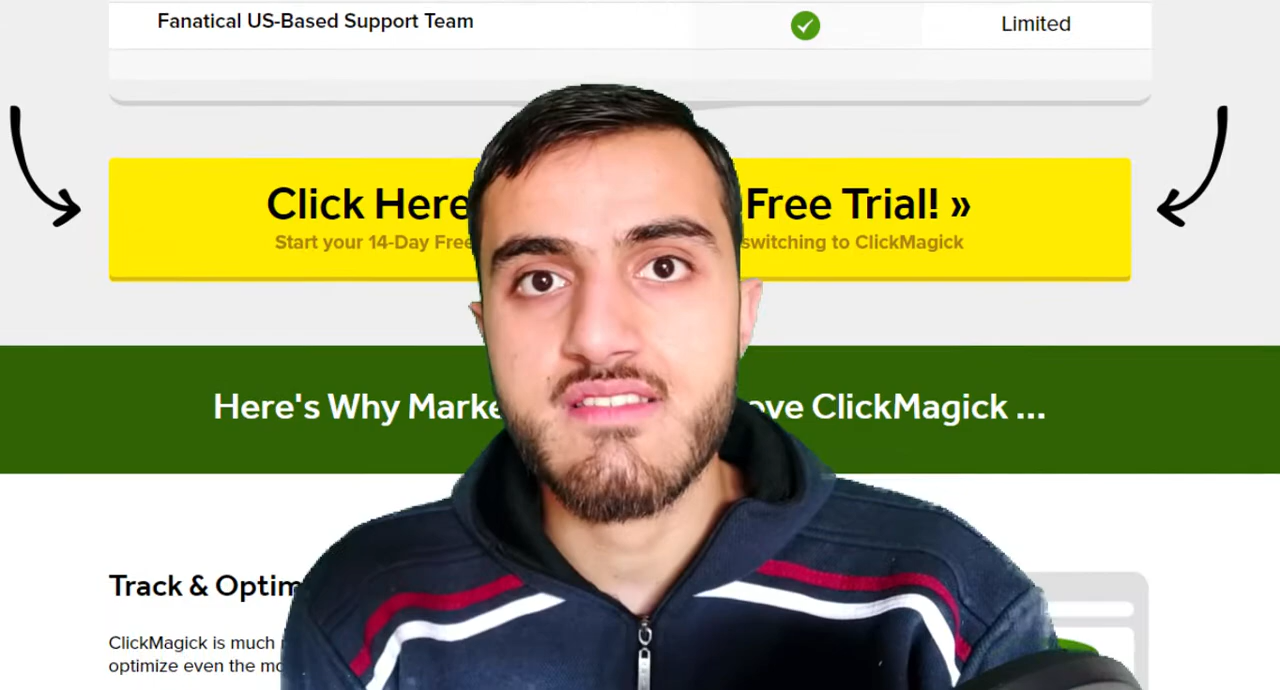 Fanatical US-Based Support Team Limited
Click Here Free Trial! »
Start your 14-Day Free switching to ClickMagick
Here's Why Marke ove ClickMagick ...
Track & Optim
ClickMagick is much
optimize even the mo